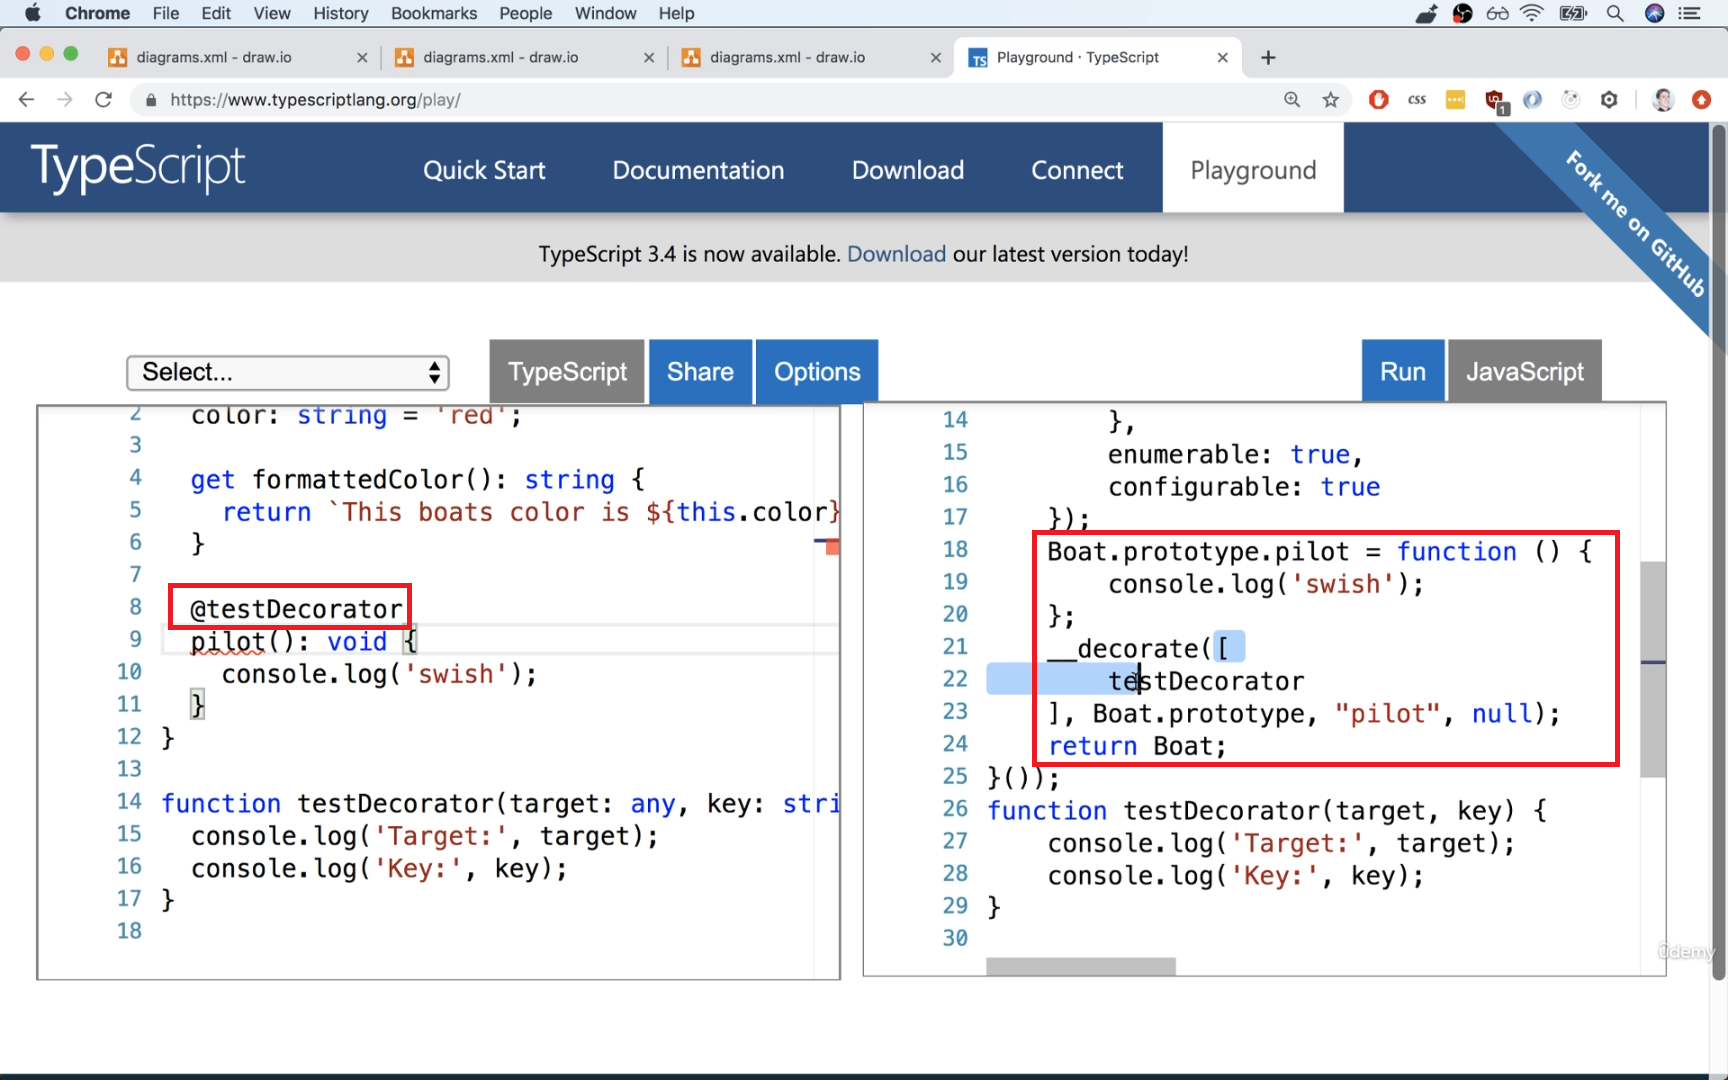 Chrome File Edit View History Bookmarks People Window Help
diagrams.xml - draw.io diagrams.xml - draw.io diagrams.xml - draw.io TS Playground · TypeScript
https://www.typescriptlang.org/play/ CSS 1
TypeScript Quick Start Documentation Download Connect Playground
Fork me on GitHub
TypeScript 3.4 is now available. Download our latest version today!
Select... TypeScript Share Options Run JavaScript
2 color: string = 'red';
3
4 get formattedColor(): string {
5 return `This boats color is ${this.color}
6 }
7
8 @testDecorator
9 pilot(): void {
10 console.log('swish');
11 }
12 }
13
14 function testDecorator(target: any, key: stri
15 console.log('Target:', target);
16 console.log('Key:', key);
17 }
18
14 },
15 enumerable: true,
16 configurable: true
17 });
18 Boat.prototype.pilot = function () {
19 console.log('swish');
20 };
21 __decorate([
22 testDecorator
23 ], Boat.prototype, "pilot", null);
24 return Boat;
25 }());
26 function testDecorator(target, key) {
27 console.log('Target:', target);
28 console.log('Key:', key);
29 }
30
ûdemy